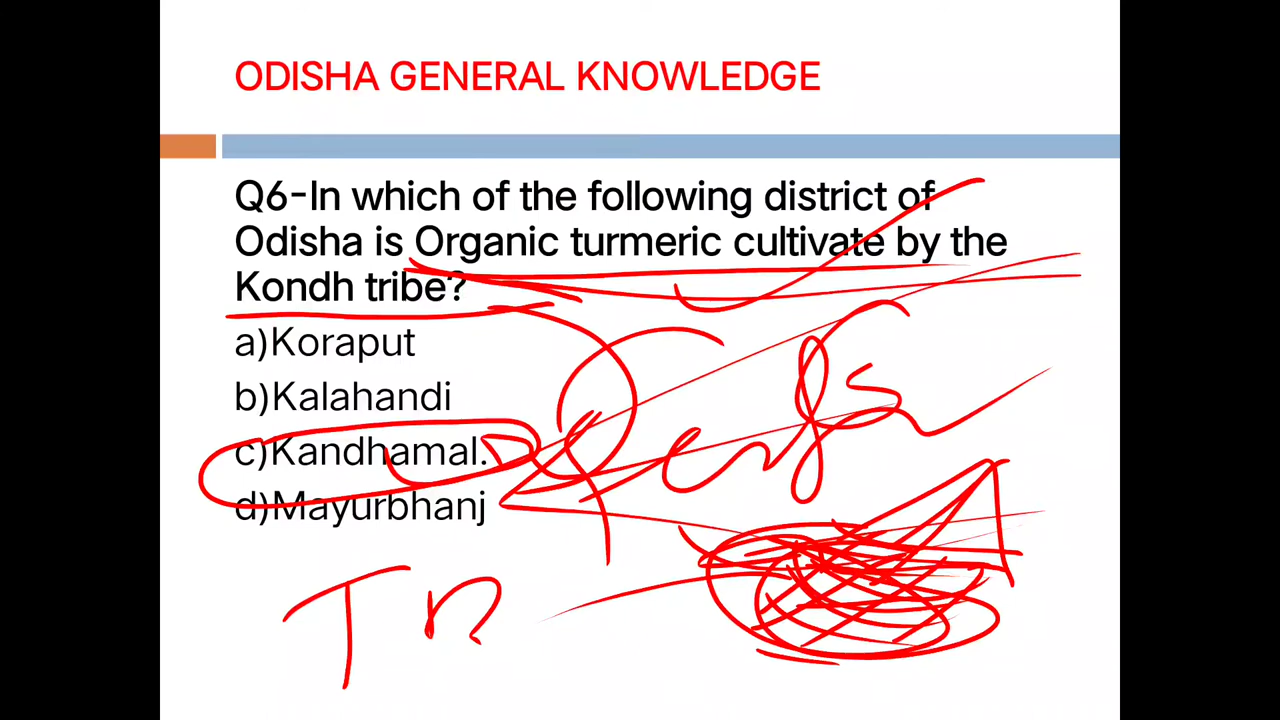 ODISHA GENERAL KNOWLEDGE
Q6-In which of the following district of
Odisha is Organic turmeric cultivate by the
Kondh tribe?
a)Koraput
b)Kalahandi
c)Kandhamal.
d)Mayurbhanj